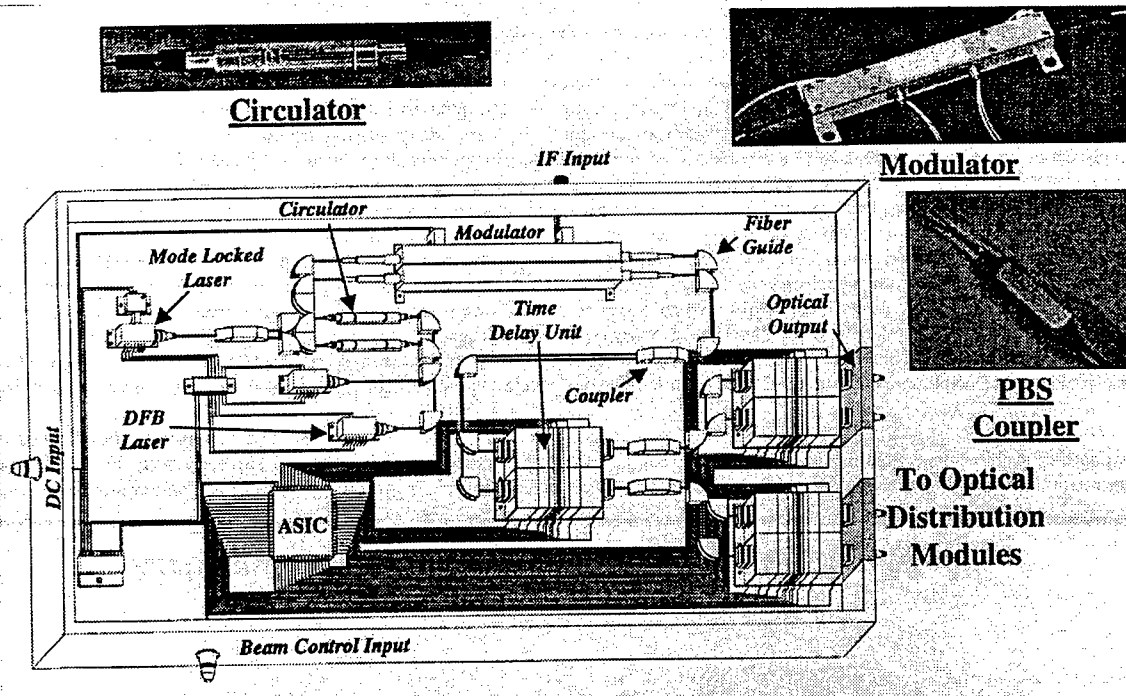 Circulator
Modulator
IF Input
Circulator
Modulator
Fiber
Guide
Mode Locked
Laser
Time
Delay Unit
Optical
Output
Coupler
PBS
Coupler
DFB
Laser
DC Input
ASIC
To Optical
Distribution
Modules
Beam Control Input